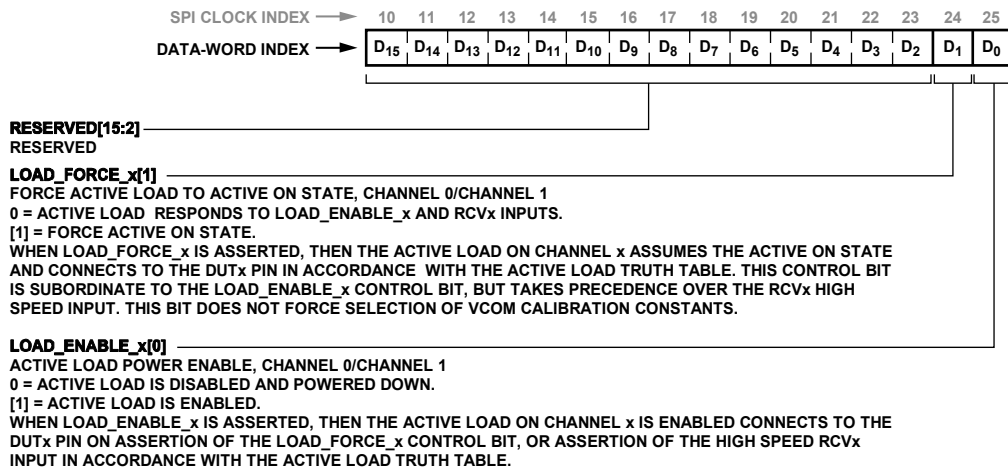 SPI CLOCK INDEX 10 11 12 13 14 15 16 17 18 19 20 21 22 23 24 25
DATA-WORD INDEX D15 D14 D13 D12 D11 D10 D9 D8 D7 D6 D5 D4 D3 D2 D1 D0
RESERVED[15:2]
RESERVED
LOAD_FORCE_x[1]
FORCE ACTIVE LOAD TO ACTIVE ON STATE, CHANNEL 0/CHANNEL 1
0 = ACTIVE LOAD RESPONDS TO LOAD_ENABLE_x AND RCVx INPUTS.
[1] = FORCE ACTIVE ON STATE.
WHEN LOAD_FORCE_x IS ASSERTED, THEN THE ACTIVE LOAD ON CHANNEL x ASSUMES THE ACTIVE ON STATE
AND CONNECTS TO THE DUTx PIN IN ACCORDANCE WITH THE ACTIVE LOAD TRUTH TABLE. THIS CONTROL BIT
IS SUBORDINATE TO THE LOAD_ENABLE_x CONTROL BIT, BUT TAKES PRECEDENCE OVER THE RCVx HIGH
SPEED INPUT. THIS BIT DOES NOT FORCE SELECTION OF VCOM CALIBRATION CONSTANTS.
LOAD_ENABLE_x[0]
ACTIVE LOAD POWER ENABLE, CHANNEL 0/CHANNEL 1
0 = ACTIVE LOAD IS DISABLED AND POWERED DOWN.
[1] = ACTIVE LOAD IS ENABLED.
WHEN LOAD_ENABLE_x IS ASSERTED, THEN THE ACTIVE LOAD ON CHANNEL x IS ENABLED CONNECTS TO THE
DUTx PIN ON ASSERTION OF THE LOAD_FORCE_x CONTROL BIT, OR ASSERTION OF THE HIGH SPEED RCVx
INPUT IN ACCORDANCE WITH THE ACTIVE LOAD TRUTH TABLE.